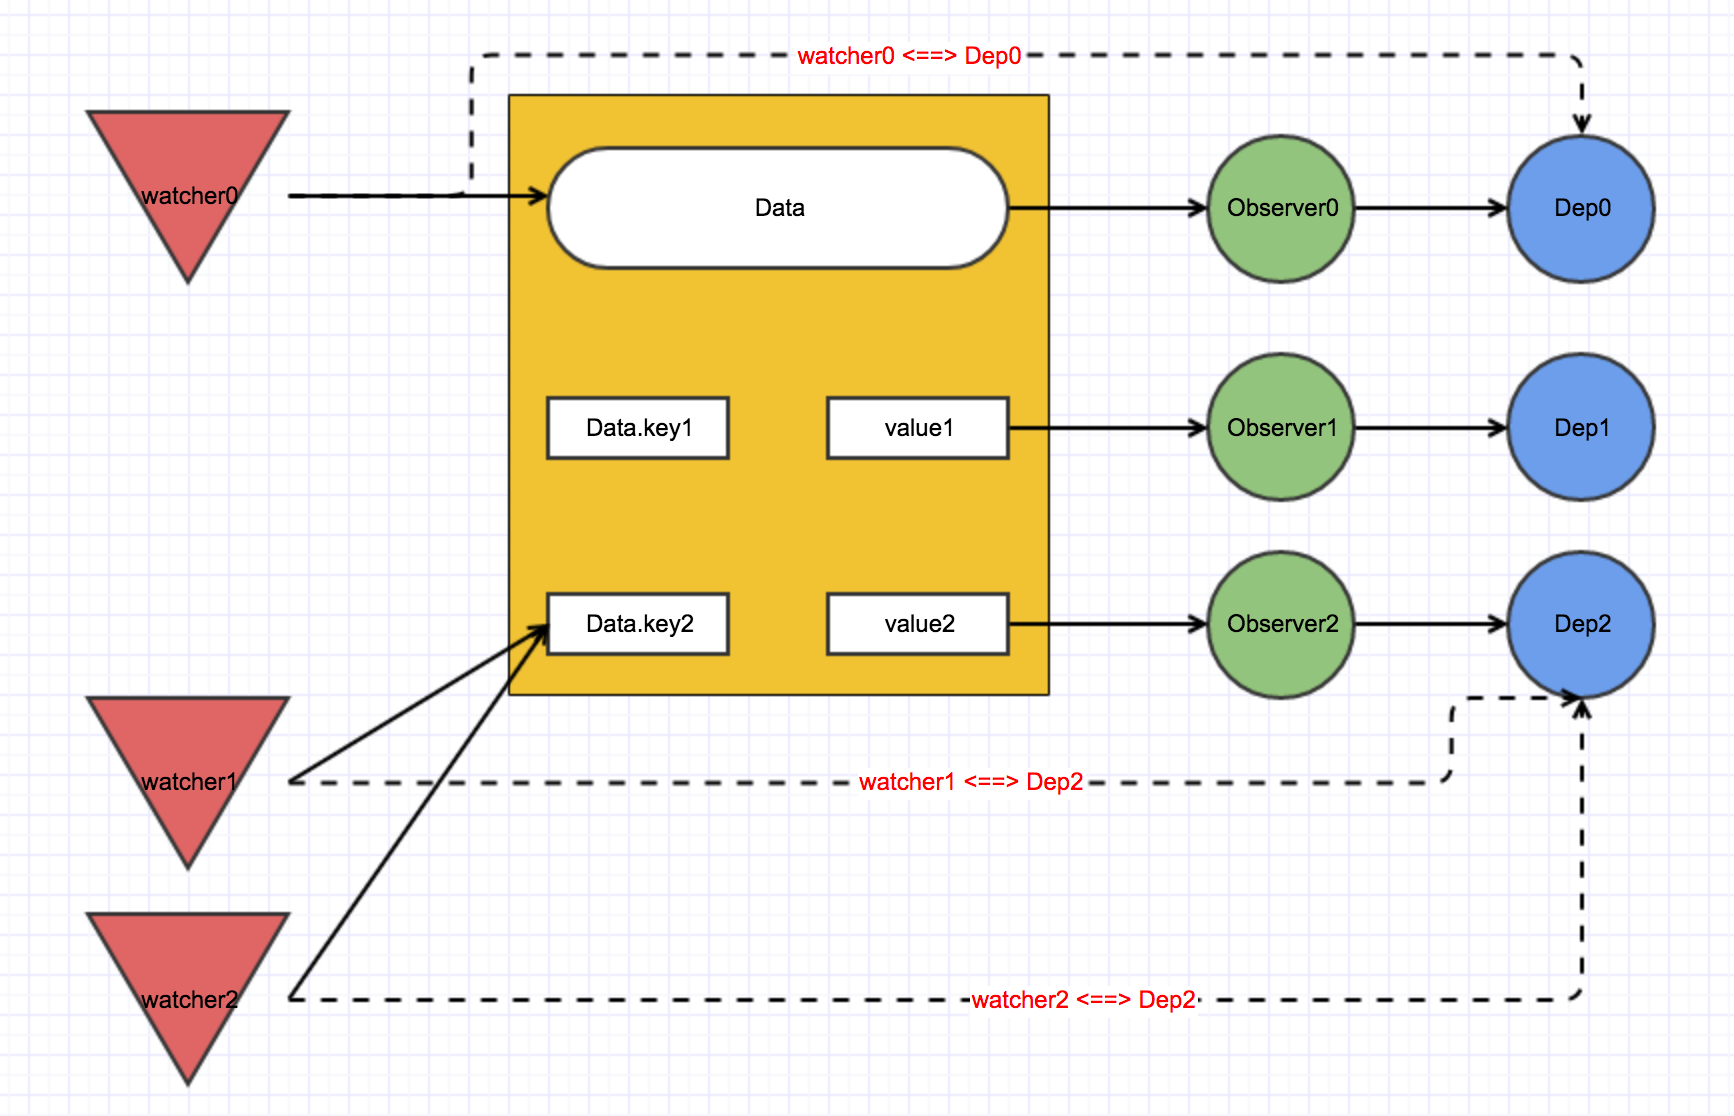 watcher0 <==> Dep0
watcher0
Data
Observer0
Dep0
Data.key1
value1
Observer1
Dep1
Data.key2
value2
Observer2
Dep2
watcher1
watcher1 <==> Dep2
watcher2
watcher2 <==> Dep2